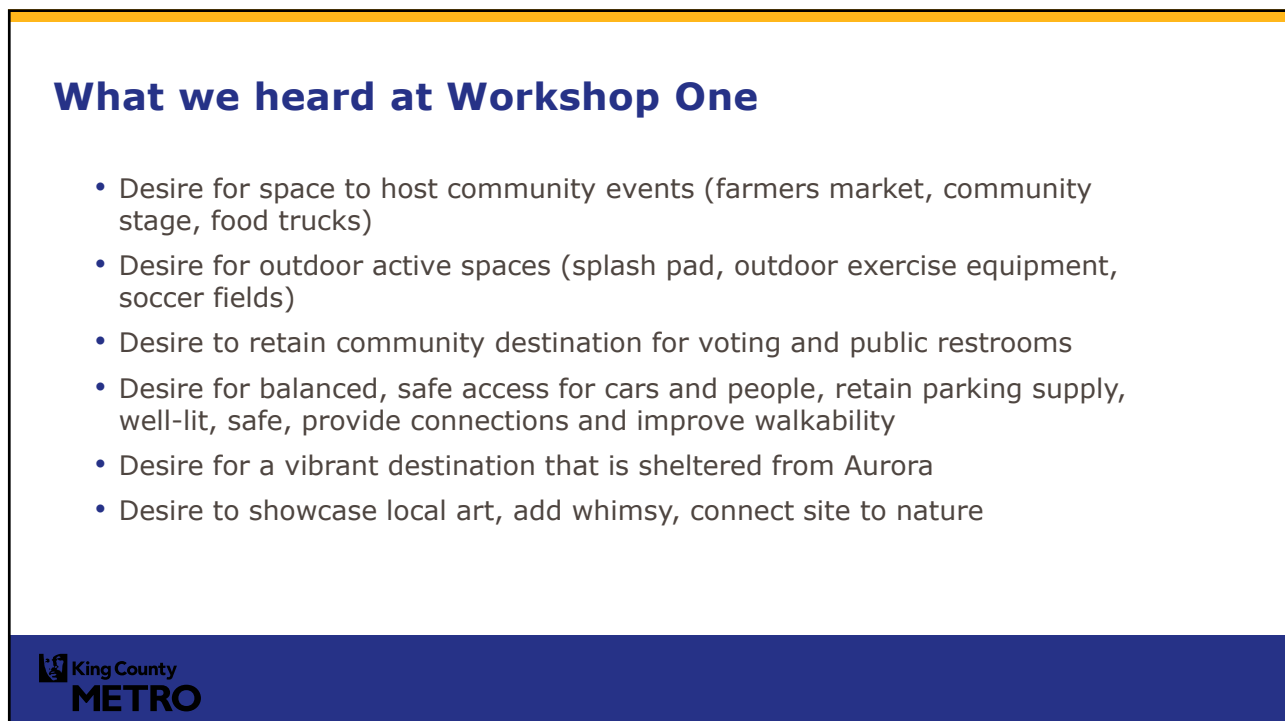 What we heard at Workshop One
• Desire for space to host community events (farmers market, community
stage, food trucks)
• Desire for outdoor active spaces (splash pad, outdoor exercise equipment,
soccer fields)
• Desire to retain community destination for voting and public restrooms
• Desire for balanced, safe access for cars and people, retain parking supply,
well-lit, safe, provide connections and improve walkability
• Desire for a vibrant destination that is sheltered from Aurora
• Desire to showcase local art, add whimsy, connect site to nature
King County
METRO